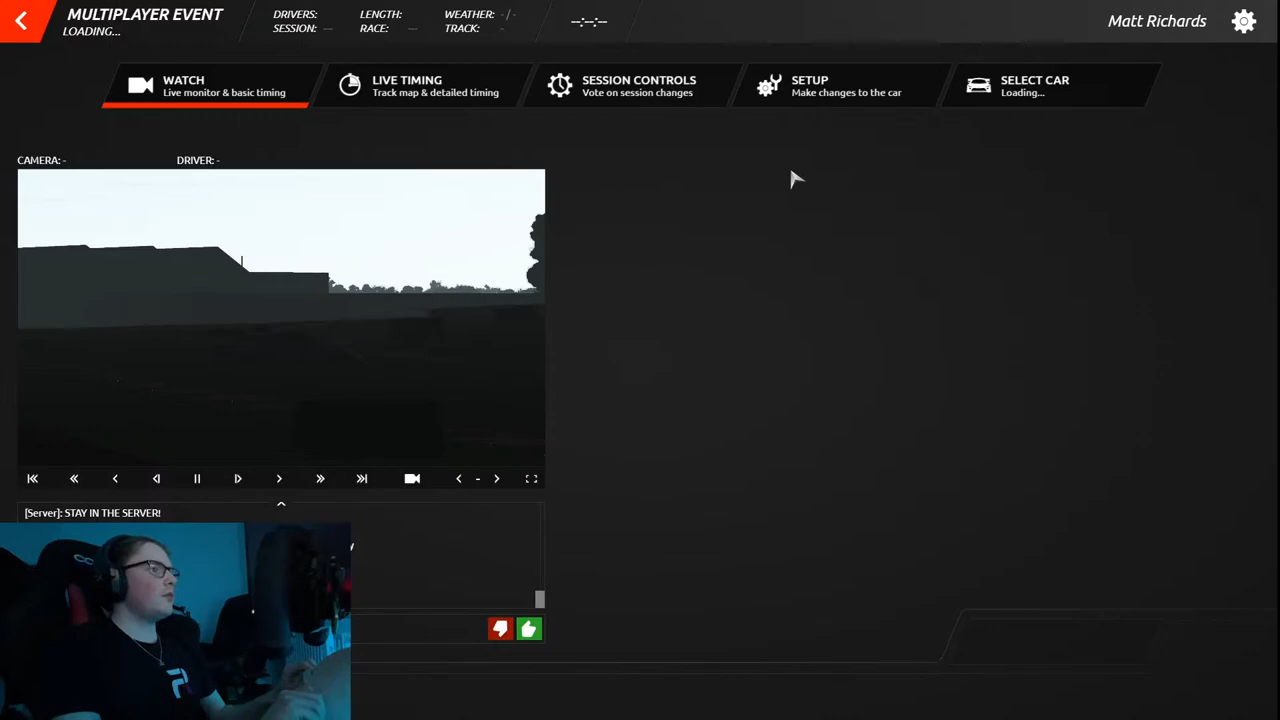 MULTIPLAYER EVENT
LOADING...
DRIVERS:
SESSION: --
LENGTH:
RACE: --
WEATHER: - / -
TRACK: -
--:--:--
Matt Richards
WATCH
Live monitor & basic timing
LIVE TIMING
Track map & detailed timing
SESSION CONTROLS
Vote on session changes
SETUP
Make changes to the car
SELECT CAR
Loading...
CAMERA: -
DRIVER: -
[Server]: STAY IN THE SERVER!